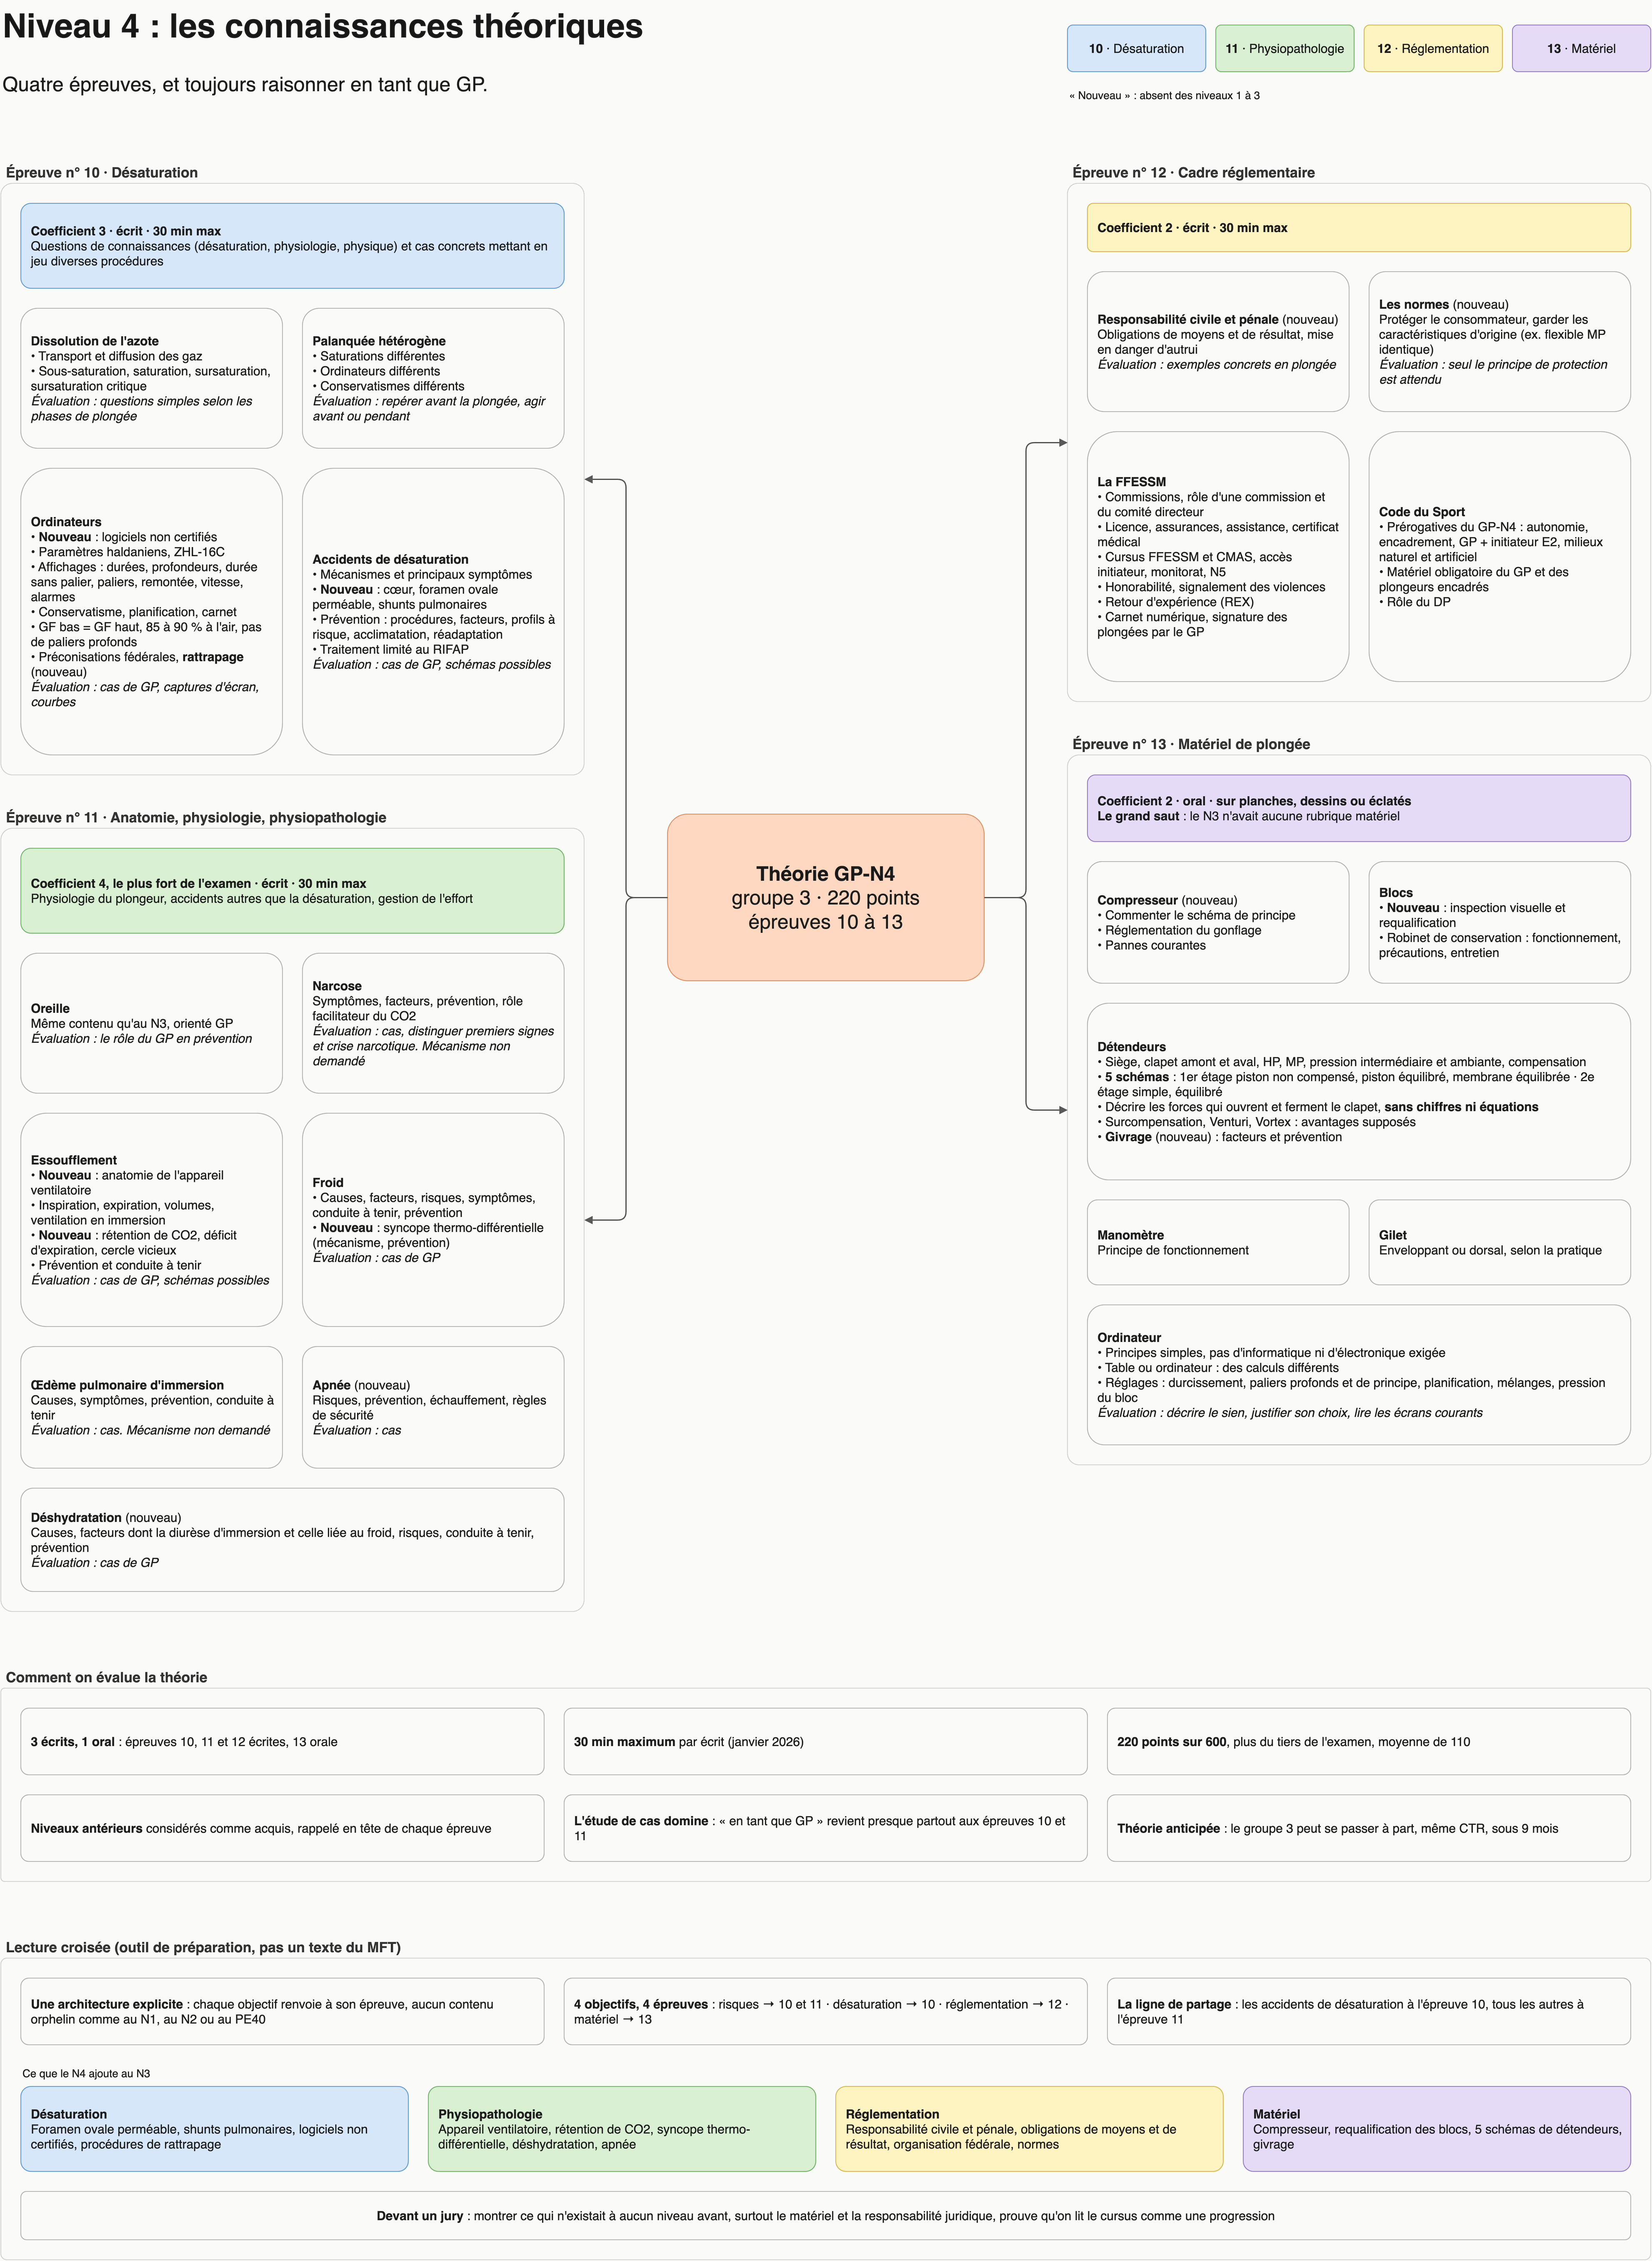 Niveau 4 : les connaissances théoriques
Quatre épreuves, et toujours raisonner en tant que GP.
10 · Désaturation
11 · Physiopathologie
12 · Réglementation
13 · Matériel
« Nouveau » : absent des niveaux 1 à 3
Épreuve n° 10 · Désaturation
Coefficient 3 · écrit · 30 min max
Questions de connaissances (désaturation, physiologie, physique) et cas concrets mettant en
jeu diverses procédures
Dissolution de l'azote
• Transport et diffusion des gaz
• Sous-saturation, saturation, sursaturation,
sursaturation critique
Évaluation : questions simples selon les
phases de plongée
Palanquée hétérogène
• Saturations différentes
• Ordinateurs différents
• Conservatismes différents
Évaluation : repérer avant la plongée, agir
avant ou pendant
Ordinateurs
• Nouveau : logiciels non certifiés
• Paramètres haldaniens, ZHL-16C
• Affichages : durées, profondeurs, durée
sans palier, paliers, remontée, vitesse,
alarmes
• Conservatisme, planification, carnet
• GF bas = GF haut, 85 à 90 % à l'air, pas
de paliers profonds
• Préconisations fédérales, rattrapage
(nouveau)
Évaluation : cas de GP, captures d'écran,
courbes
Accidents de désaturation
• Mécanismes et principaux symptômes
• Nouveau : cœur, foramen ovale
perméable, shunts pulmonaires
• Prévention : procédures, facteurs, profils à
risque, acclimatation, réadaptation
• Traitement limité au RIFAP
Évaluation : cas de GP, schémas possibles
Épreuve n° 11 · Anatomie, physiologie, physiopathologie
Coefficient 4, le plus fort de l'examen · écrit · 30 min max
Physiologie du plongeur, accidents autres que la désaturation, gestion de l'effort
Oreille
Même contenu qu'au N3, orienté GP
Évaluation : le rôle du GP en prévention
Narcose
Symptômes, facteurs, prévention, rôle
facilitateur du CO2
Évaluation : cas, distinguer premiers signes
et crise narcotique. Mécanisme non
demandé
Essoufflement
• Nouveau : anatomie de l'appareil
ventilatoire
• Inspiration, expiration, volumes,
ventilation en immersion
• Nouveau : rétention de CO2, déficit
d'expiration, cercle vicieux
• Prévention et conduite à tenir
Évaluation : cas de GP, schémas possibles
Froid
• Causes, facteurs, risques, symptômes,
conduite à tenir, prévention
• Nouveau : syncope thermo-différentielle
(mécanisme, prévention)
Évaluation : cas de GP
Œdème pulmonaire d'immersion
Causes, symptômes, prévention, conduite à
tenir
Évaluation : cas. Mécanisme non demandé
Apnée (nouveau)
Risques, prévention, échauffement, règles
de sécurité
Évaluation : cas
Déshydratation (nouveau)
Causes, facteurs dont la diurèse d'immersion et celle liée au froid, risques, conduite à tenir,
prévention
Évaluation : cas de GP
Théorie GP-N4
groupe 3 · 220 points
épreuves 10 à 13
Épreuve n° 12 · Cadre réglementaire
Coefficient 2 · écrit · 30 min max
Responsabilité civile et pénale (nouveau)
Obligations de moyens et de résultat, mise
en danger d'autrui
Évaluation : exemples concrets en plongée
Les normes (nouveau)
Protéger le consommateur, garder les
caractéristiques d'origine (ex. flexible MP
identique)
Évaluation : seul le principe de protection
est attendu
La FFESSM
• Commissions, rôle d'une commission et
du comité directeur
• Licence, assurances, assistance, certificat
médical
• Cursus FFESSM et CMAS, accès
initiateur, monitorat, N5
• Honorabilité, signalement des violences
• Retour d'expérience (REX)
• Carnet numérique, signature des
plongées par le GP
Code du Sport
• Prérogatives du GP-N4 : autonomie,
encadrement, GP + initiateur E2, milieux
naturel et artificiel
• Matériel obligatoire du GP et des
plongeurs encadrés
• Rôle du DP
Épreuve n° 13 · Matériel de plongée
Coefficient 2 · oral · sur planches, dessins ou éclatés
Le grand saut : le N3 n'avait aucune rubrique matériel
Compresseur (nouveau)
• Commenter le schéma de principe
• Réglementation du gonflage
• Pannes courantes
Blocs
• Nouveau : inspection visuelle et
requalification
• Robinet de conservation : fonctionnement,
précautions, entretien
Détendeurs
• Siège, clapet amont et aval, HP, MP, pression intermédiaire et ambiante, compensation
• 5 schémas : 1er étage piston non compensé, piston équilibré, membrane équilibrée · 2e
étage simple, équilibré
• Décrire les forces qui ouvrent et ferment le clapet, sans chiffres ni équations
• Surcompensation, Venturi, Vortex : avantages supposés
• Givrage (nouveau) : facteurs et prévention
Manomètre
Principe de fonctionnement
Gilet
Enveloppant ou dorsal, selon la pratique
Ordinateur
• Principes simples, pas d'informatique ni d'électronique exigée
• Table ou ordinateur : des calculs différents
• Réglages : durcissement, paliers profonds et de principe, planification, mélanges, pression
du bloc
Évaluation : décrire le sien, justifier son choix, lire les écrans courants
Comment on évalue la théorie
3 écrits, 1 oral : épreuves 10, 11 et 12 écrites, 13 orale
30 min maximum par écrit (janvier 2026)
220 points sur 600, plus du tiers de l'examen, moyenne de 110
Niveaux antérieurs considérés comme acquis, rappelé en tête de chaque épreuve
L'étude de cas domine : « en tant que GP » revient presque partout aux épreuves 10 et
11
Théorie anticipée : le groupe 3 peut se passer à part, même CTR, sous 9 mois
Lecture croisée (outil de préparation, pas un texte du MFT)
Une architecture explicite : chaque objectif renvoie à son épreuve, aucun contenu
orphelin comme au N1, au N2 ou au PE40
4 objectifs, 4 épreuves : risques → 10 et 11 · désaturation → 10 · réglementation → 12 ·
matériel → 13
La ligne de partage : les accidents de désaturation à l'épreuve 10, tous les autres à
l'épreuve 11
Ce que le N4 ajoute au N3
Désaturation
Foramen ovale perméable, shunts pulmonaires, logiciels non
certifiés, procédures de rattrapage
Physiopathologie
Appareil ventilatoire, rétention de CO2, syncope thermo-
différentielle, déshydratation, apnée
Réglementation
Responsabilité civile et pénale, obligations de moyens et de
résultat, organisation fédérale, normes
Matériel
Compresseur, requalification des blocs, 5 schémas de détendeurs,
givrage
Devant un jury : montrer ce qui n'existait à aucun niveau avant, surtout le matériel et la responsabilité juridique, prouve qu'on lit le cursus comme une progression